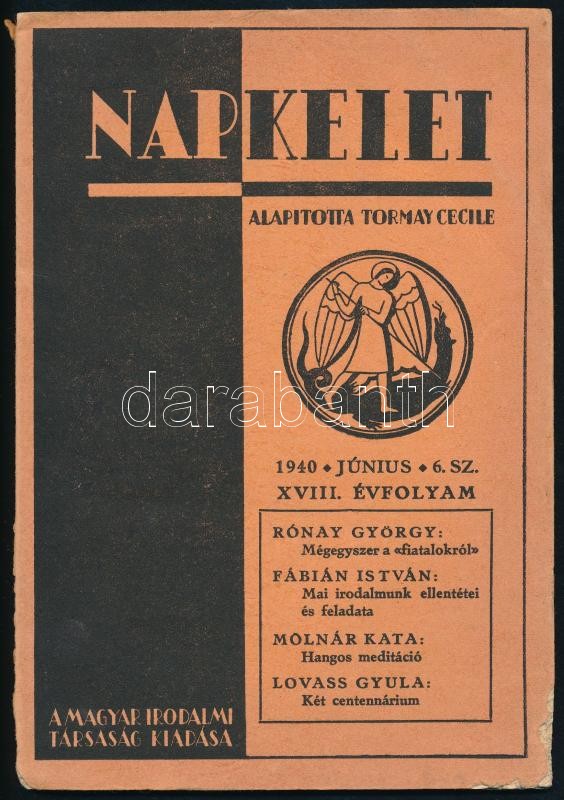 NAPKELET
ALAPITOTTA TORMAY CECILE
darabanth
1940 ◆ JÚNIUS ◆ 6. SZ.
XVIII. ÉVFOLYAM
RÓNAY GYÖRGY:
Mégegyszer a «fiatalokról»
FÁBIÁN ISTVÁN:
Mai irodalmunk ellentétei
és feladata
MOLNÁR KATA:
Hangos meditáció
LOVASS GYULA:
Két centennárium
A MAGYAR IRODALMI
TÁRSASÁG KIADÁSA